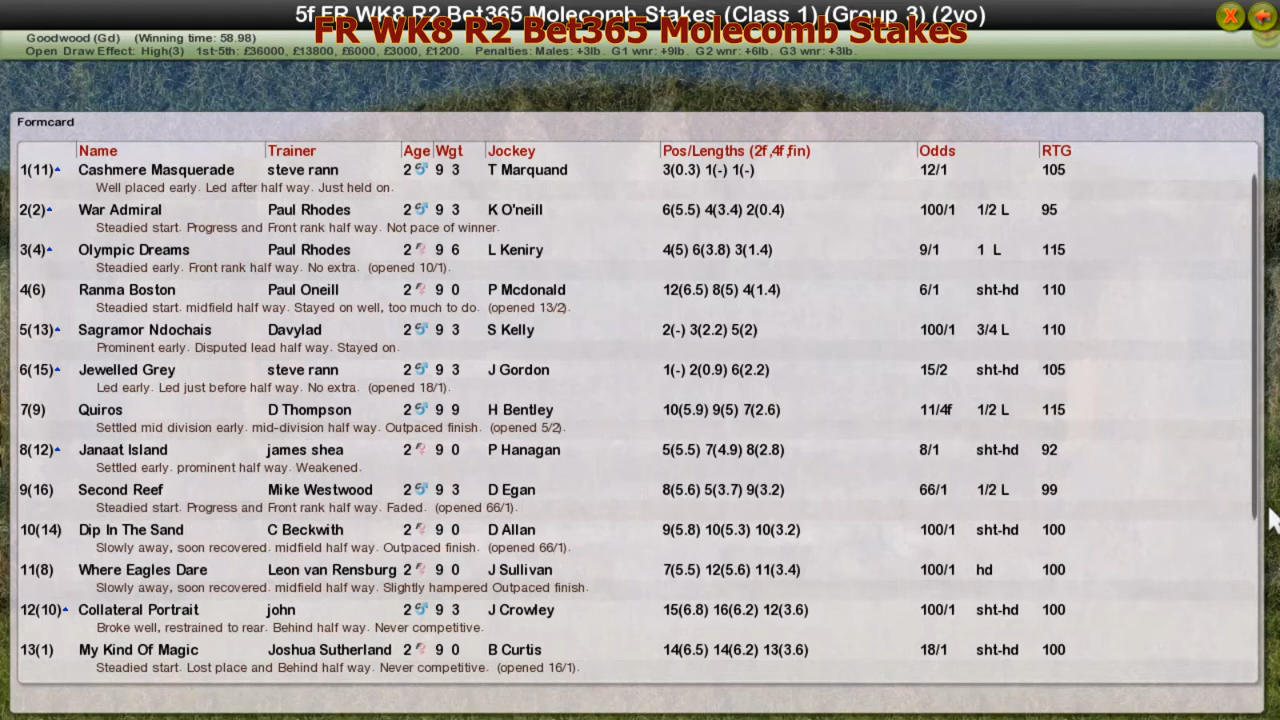 5f FR WK8 R2 Bet365 Molecomb Stakes (Class 1) (Group 3) (2yo)
FR WK8 R2 Bet365 Molecomb Stakes
Goodwood (Gd) (Winning time: 58.98)
Open Draw Effect: High(3) 1st-5th: £36000, £13800, £6000, £3000, £1200. Penalties: Males: +3lb. G1 wnr: +9lb. G2 wnr: +6lb. G3 wnr: +3lb.
Formcard
Name Trainer Age Wgt Jockey Pos/Lengths (2f,4f,fin) Odds RTG
1(11) Cashmere Masquerade steve rann 2 9 3 T Marquand 3(0.3) 1(-) 1(-) 12/1 105
Well placed early. Led after half way. Just held on.
2(2) War Admiral Paul Rhodes 2 9 3 K O'neill 6(5.5) 4(3.4) 2(0.4) 100/1 1/2 L 95
Steadied start. Progress and Front rank half way. Not pace of winner.
3(4) Olympic Dreams Paul Rhodes 2 9 6 L Keniry 4(5) 6(3.8) 3(1.4) 9/1 1 L 115
Steadied early. Front rank half way. No extra. (opened 10/1).
4(6) Ranma Boston Paul Oneill 2 9 0 P Mcdonald 12(6.5) 8(5) 4(1.4) 6/1 sht-hd 110
Steadied start. midfield half way. Stayed on well, too much to do. (opened 13/2).
5(13) Sagramor Ndochais Davylad 2 9 3 S Kelly 2(-) 3(2.2) 5(2) 100/1 3/4 L 110
Prominent early. Disputed lead half way. Stayed on.
6(15) Jewelled Grey steve rann 2 9 3 J Gordon 1(-) 2(0.9) 6(2.2) 15/2 sht-hd 105
Led early. Led just before half way. No extra. (opened 18/1).
7(9) Quiros D Thompson 2 9 9 H Bentley 10(5.9) 9(5) 7(2.6) 11/4f 1/2 L 115
Settled mid division early. mid-division half way. Outpaced finish. (opened 5/2).
8(12) Janaat Island james shea 2 9 0 P Hanagan 5(5.5) 7(4.9) 8(2.8) 8/1 sht-hd 92
Settled early. prominent half way. Weakened.
9(16) Second Reef Mike Westwood 2 9 3 D Egan 8(5.6) 5(3.7) 9(3.2) 66/1 1/2 L 99
Steadied start. Progress and Front rank half way. Faded. (opened 66/1).
10(14) Dip In The Sand C Beckwith 2 9 0 D Allan 9(5.8) 10(5.3) 10(3.2) 100/1 sht-hd 100
Slowly away, soon recovered. midfield half way. Outpaced finish. (opened 66/1).
11(8) Where Eagles Dare Leon van Rensburg 2 9 0 J Sullivan 7(5.5) 12(5.6) 11(3.4) 100/1 hd 100
Slowly away, soon recovered. midfield half way. Slightly hampered Outpaced finish.
12(10) Collateral Portrait john 2 9 3 J Crowley 15(6.8) 16(6.2) 12(3.6) 100/1 sht-hd 100
Broke well, restrained to rear. Behind half way. Never competitive.
13(1) My Kind Of Magic Joshua Sutherland 2 9 0 B Curtis 14(6.5) 14(6.2) 13(3.6) 18/1 sht-hd 100
Steadied start. Lost place and Behind half way. Never competitive. (opened 16/1).